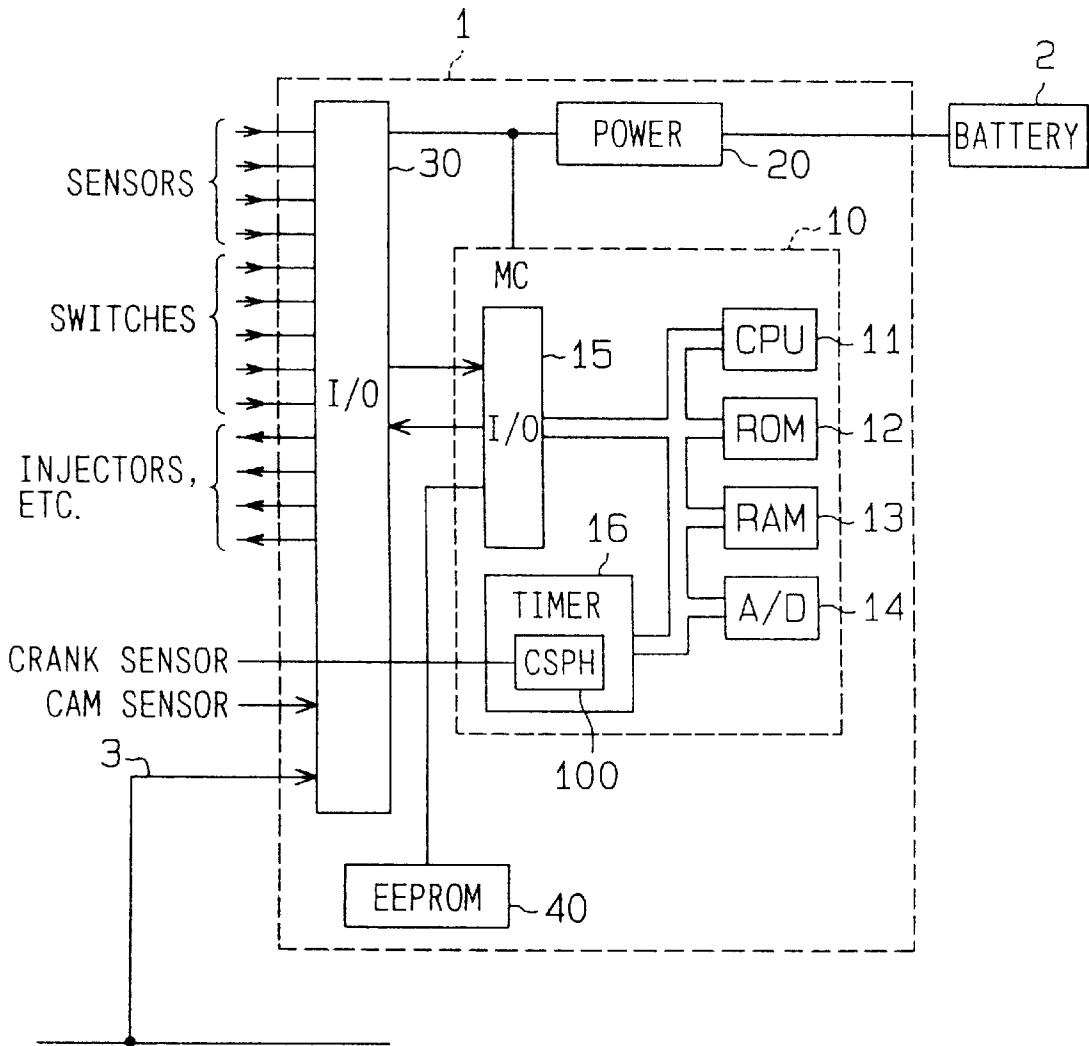 1
2
POWER
BATTERY
20
30
SENSORS
10
MC
SWITCHES
15
CPU
11
I/O
I/O
ROM
12
INJECTORS,
ETC.
RAM
13
16
TIMER
A/D
14
CRANK SENSOR
CSPH
CAM SENSOR
3
100
EEPROM
40